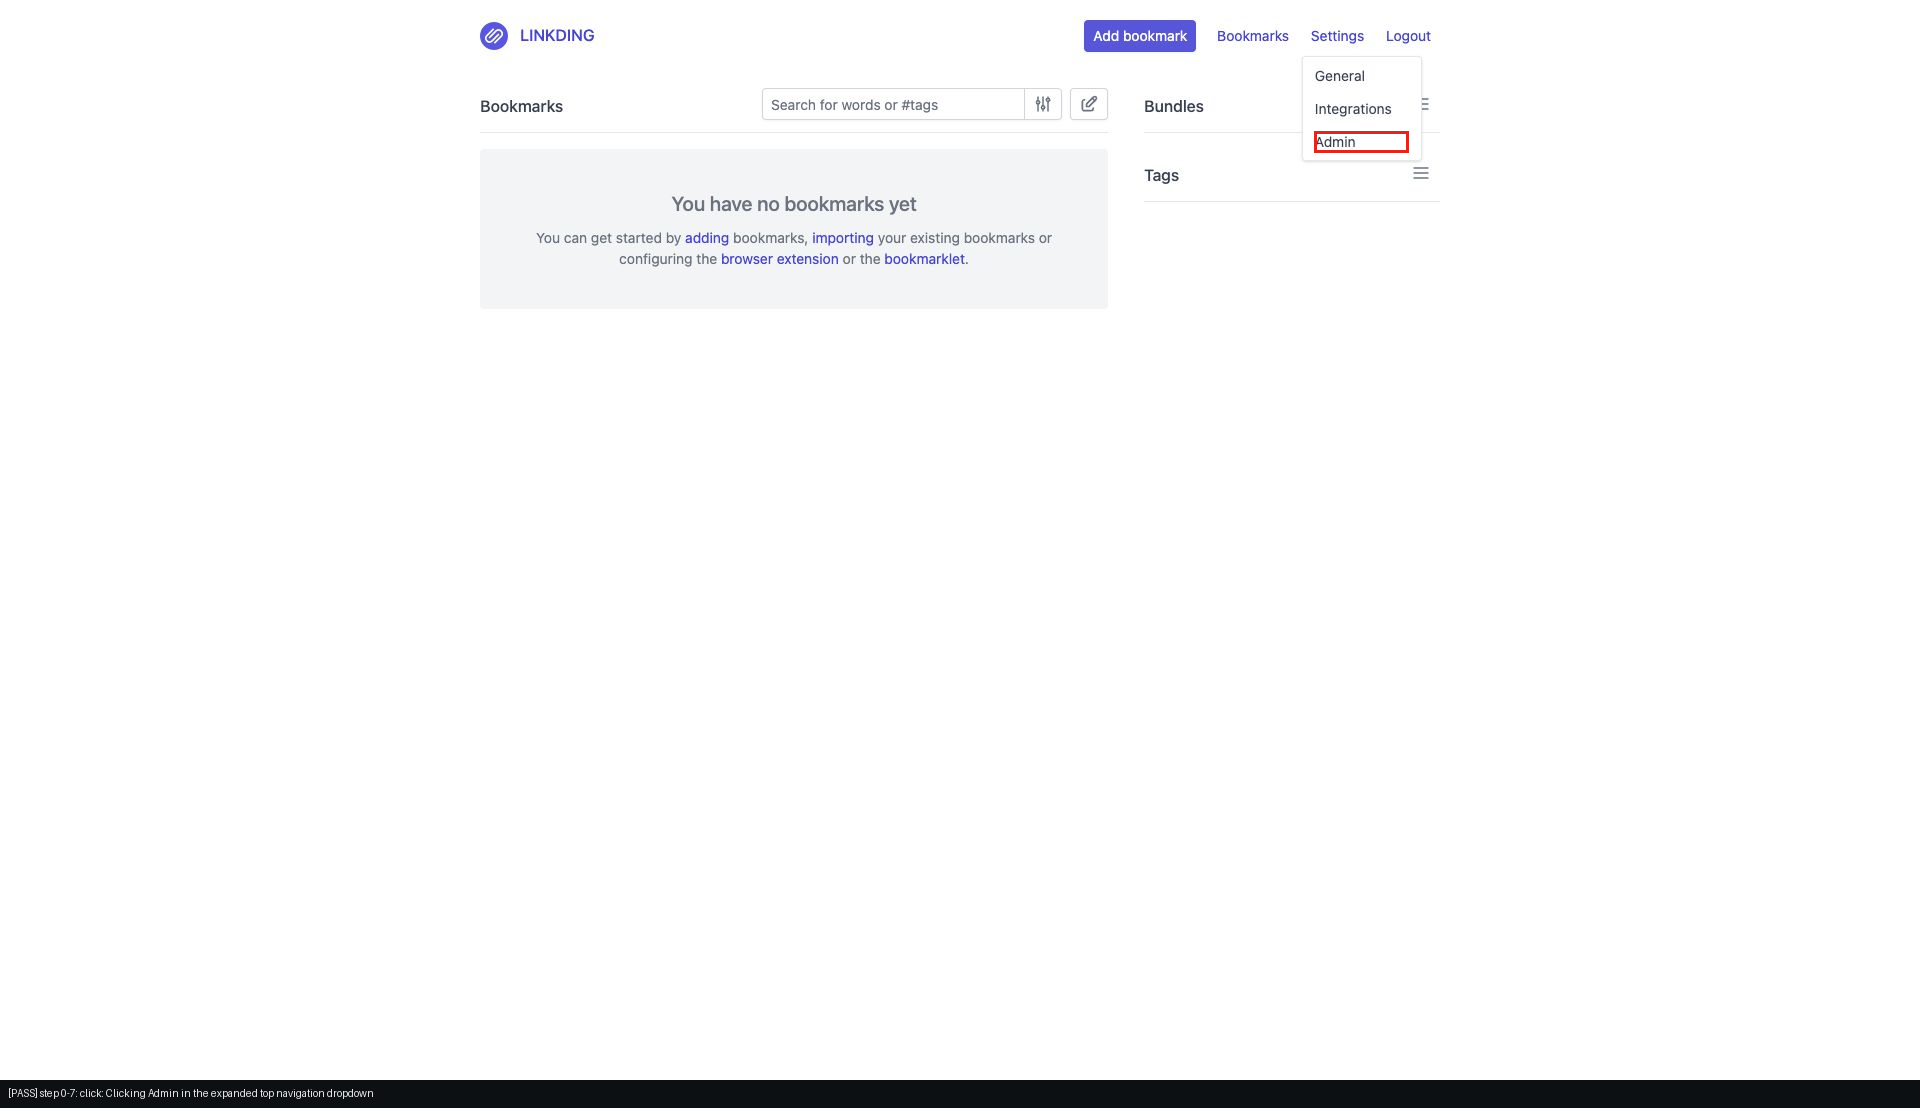 LINKDING
Add bookmark
Bookmarks
Settings
Logout
General
Integrations
Admin
Bookmarks
Search for words or #tags
Bundles
Tags
You have no bookmarks yet
You can get started by adding bookmarks, importing your existing bookmarks or
configuring the browser extension or the bookmarklet.
[PASS] step 0-7: click: Clicking Admin in the expanded top navigation dropdown